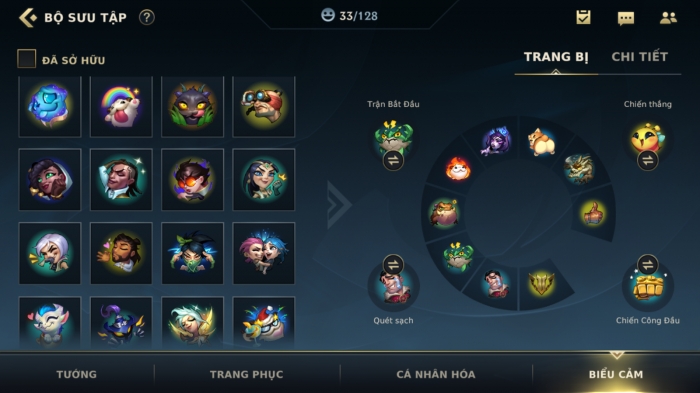 BỘ SƯU TẬP ?
33/128
ĐÃ SỞ HỮU
TRANG BỊ
CHI TIẾT
Trận Bắt Đầu
Chiến thắng
Quét sạch
Chiến Công Đầu
TƯỚNG
TRANG PHỤC
CÁ NHÂN HÓA
BIỂU CẢM